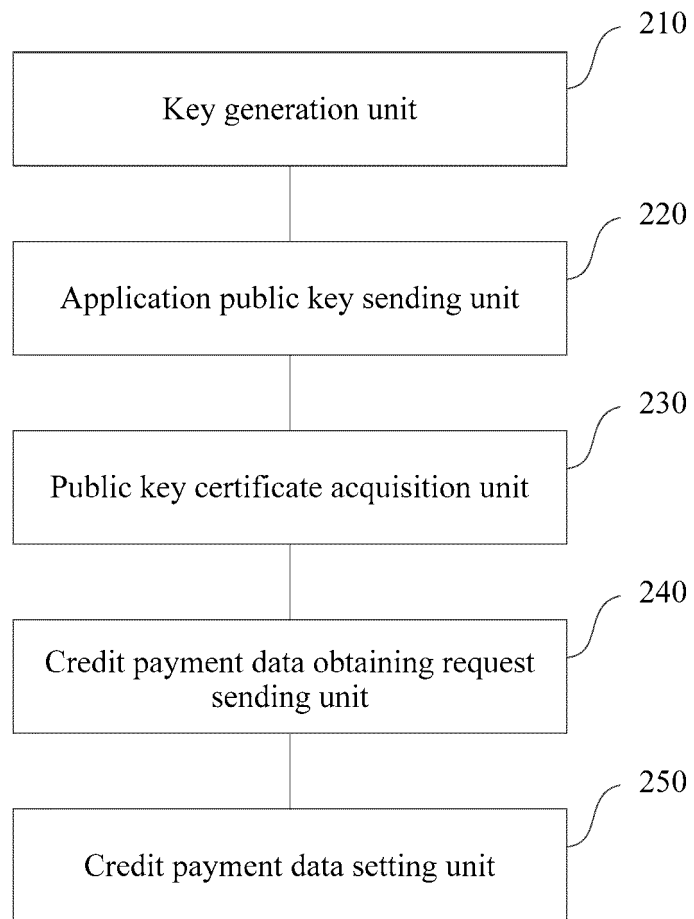 210
Key generation unit
220
Application public key sending unit
230
Public key certificate acquisition unit
240
Credit payment data obtaining request
sending unit
250
Credit payment data setting unit